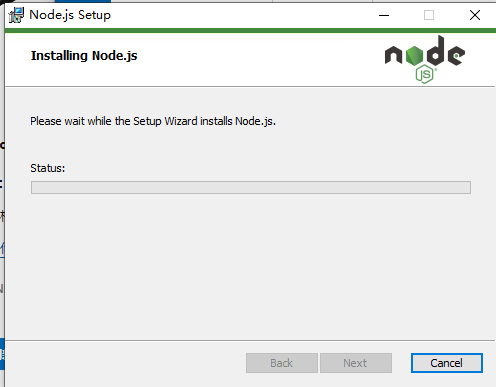 Node.js Setup
Installing Node.js
node
JS
Please wait while the Setup Wizard installs Node.js.
Status:
Back
Next
Cancel